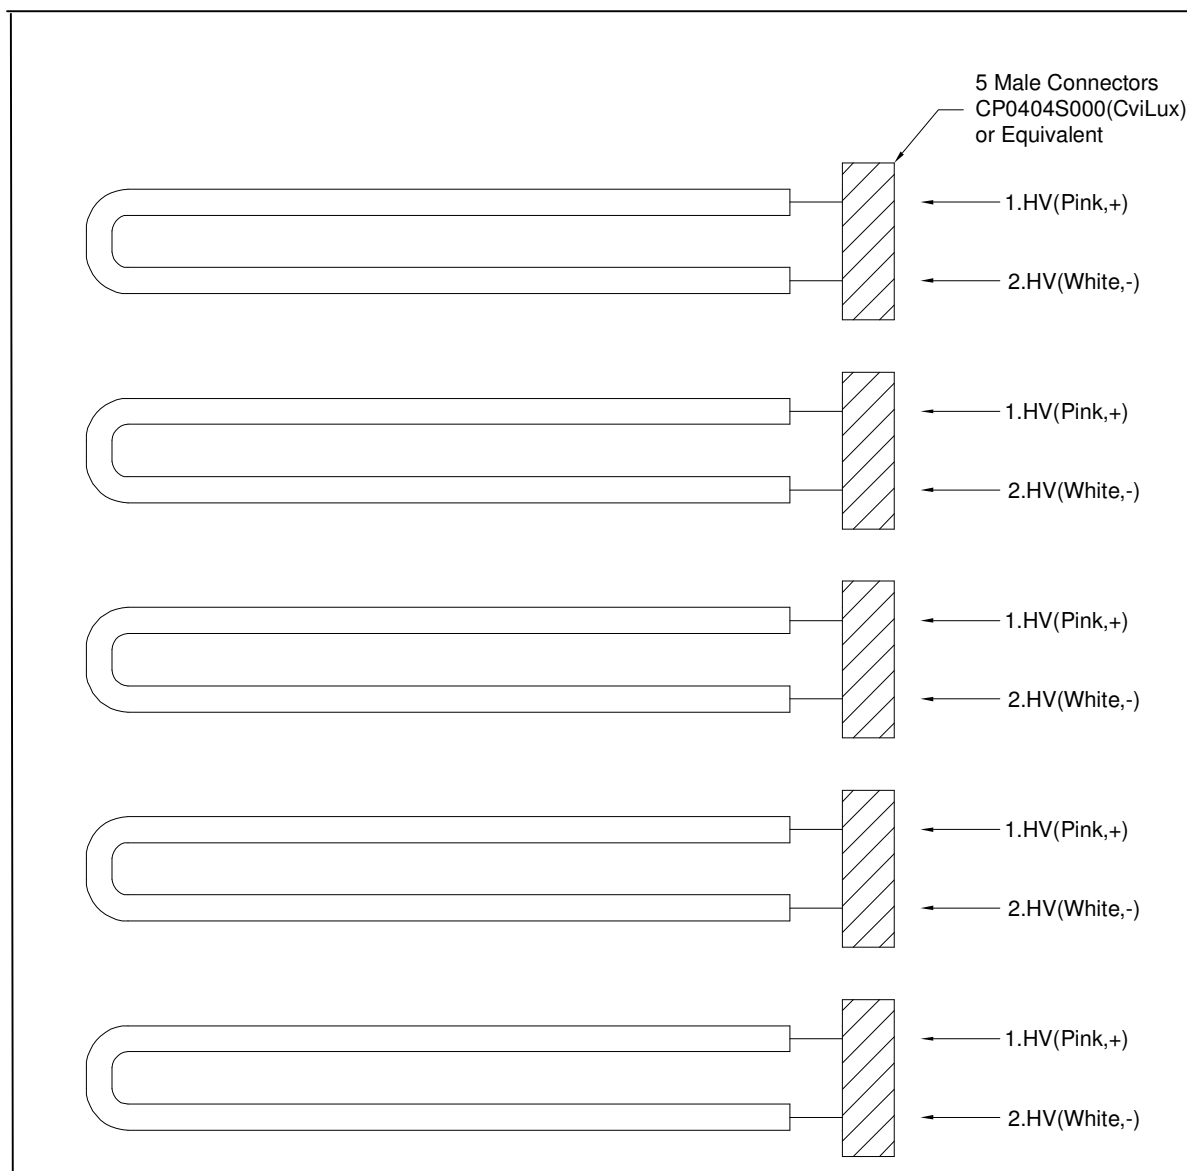 5 Male Connectors
CP0404S000(CviLux)
or Equivalent
1.HV(Pink,+)
2.HV(White,-)
1.HV(Pink,+)
2.HV(White,-)
1.HV(Pink,+)
2.HV(White,-)
1.HV(Pink,+)
2.HV(White,-)
1.HV(Pink,+)
2.HV(White,-)